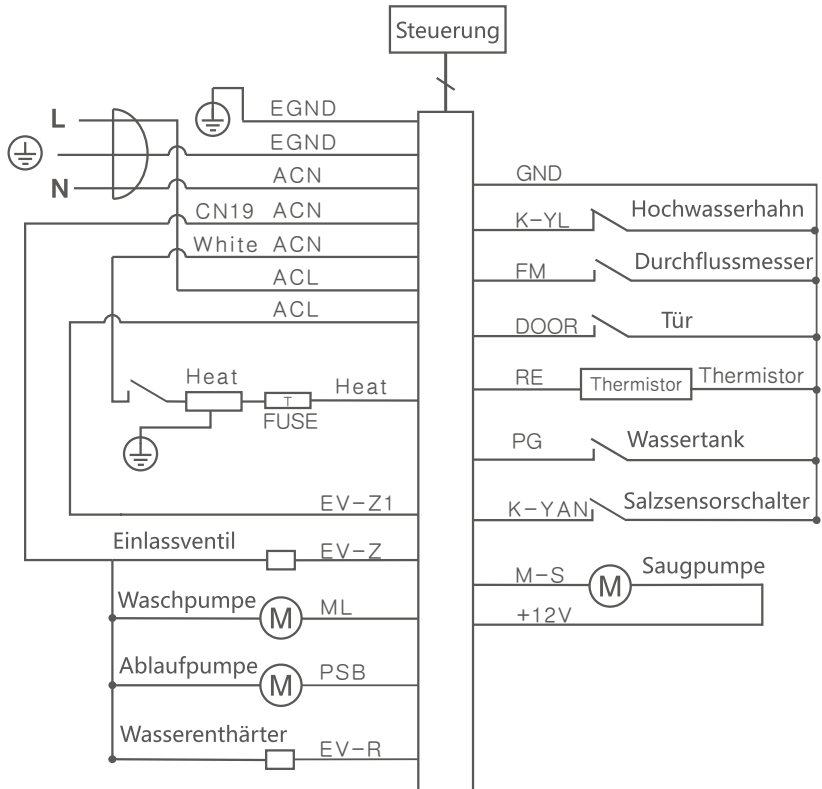 Steuerung
L
EGND
EGND
N
ACN
CN19 ACN
White ACN
ACL
ACL
Heat
Heat
T
FUSE
EV-Z1
Einlassventil
EV-Z
Waschpumpe
M
ML
Ablaufpumpe
M
PSB
Wasserenthärter
EV-R
GND
K-YL
Hochwasserhahn
FM
Durchflussmesser
DOOR
Tür
RE
Thermistor
Thermistor
PG
Wassertank
K-YAN
Salzsensorschalter
M-S
M
Saugpumpe
+12V